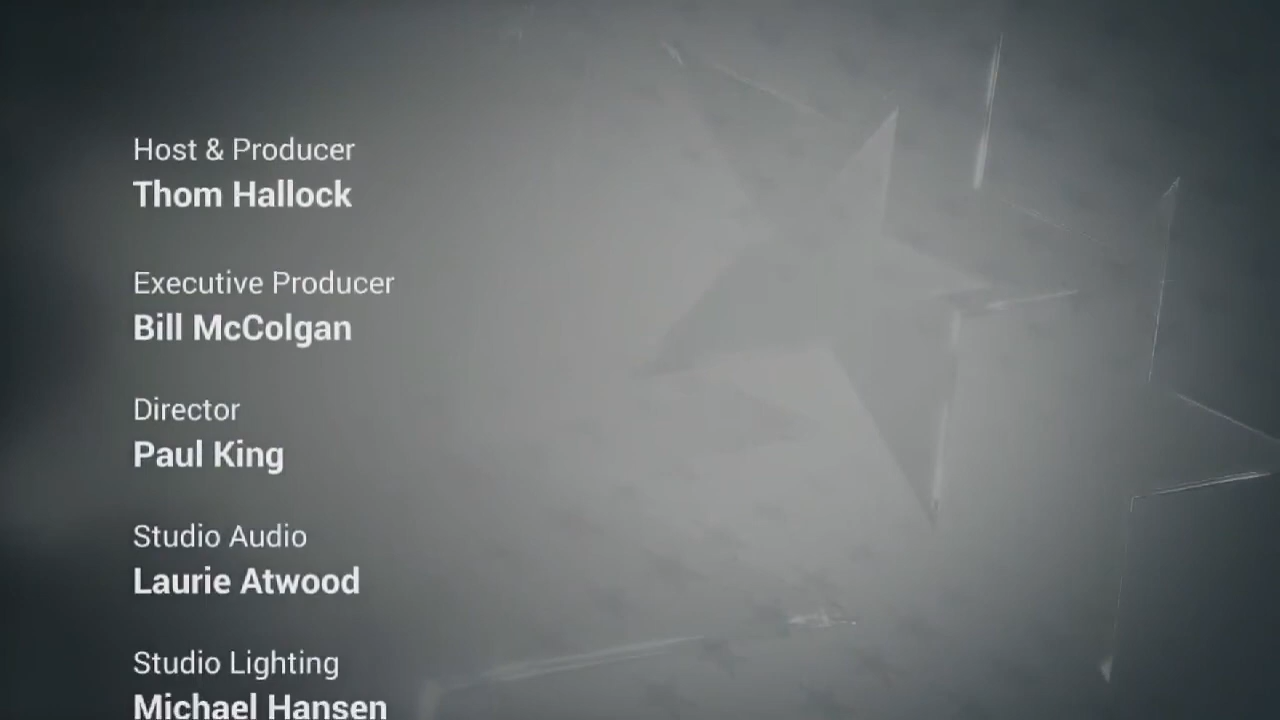 Host & Producer
Thom Hallock
Executive Producer
Bill McColgan
Director
Paul King
Studio Audio
Laurie Atwood
Studio Lighting
Michael Hansen